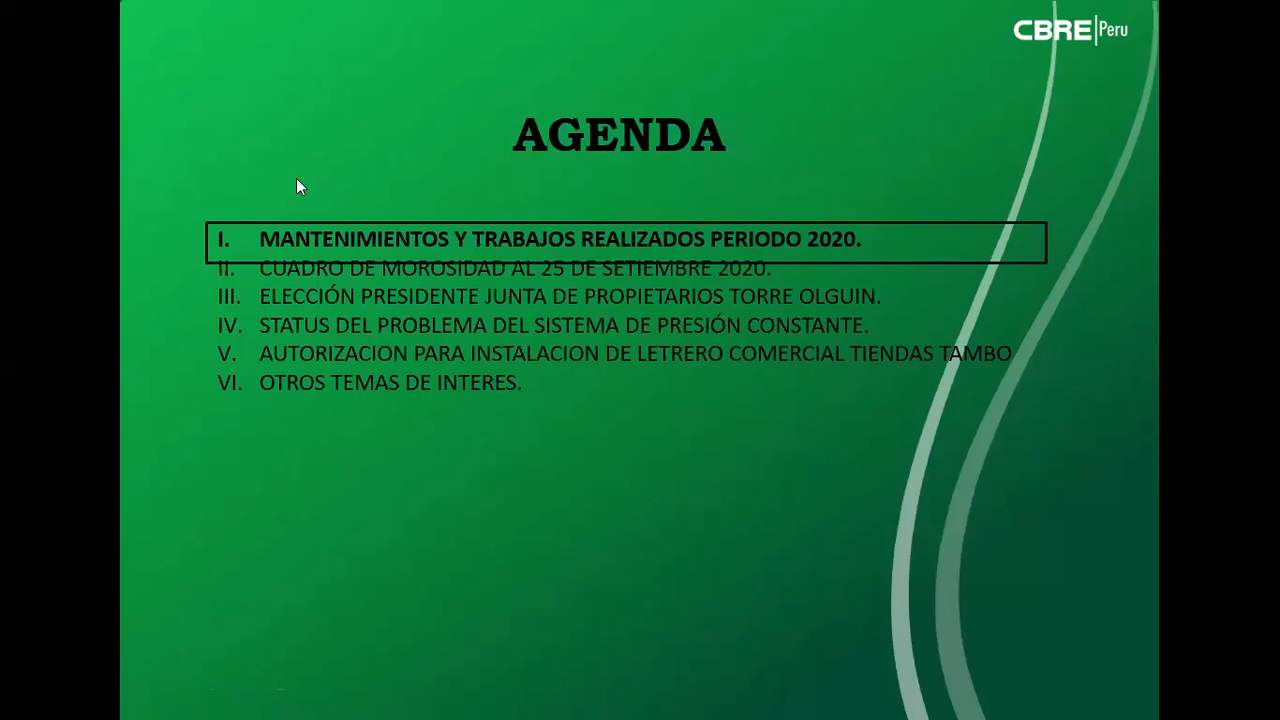 CBRE Peru
AGENDA
I. MANTENIMIENTOS Y TRABAJOS REALIZADOS PERIODO 2020.
II. CUADRO DE MOROSIDAD AL 25 DE SETIEMBRE 2020.
III. ELECCIÓN PRESIDENTE JUNTA DE PROPIETARIOS TORRE OLGUIN.
IV. STATUS DEL PROBLEMA DEL SISTEMA DE PRESIÓN CONSTANTE.
V. AUTORIZACION PARA INSTALACION DE LETRERO COMERCIAL TIENDAS TAMBO
VI. OTROS TEMAS DE INTERES.